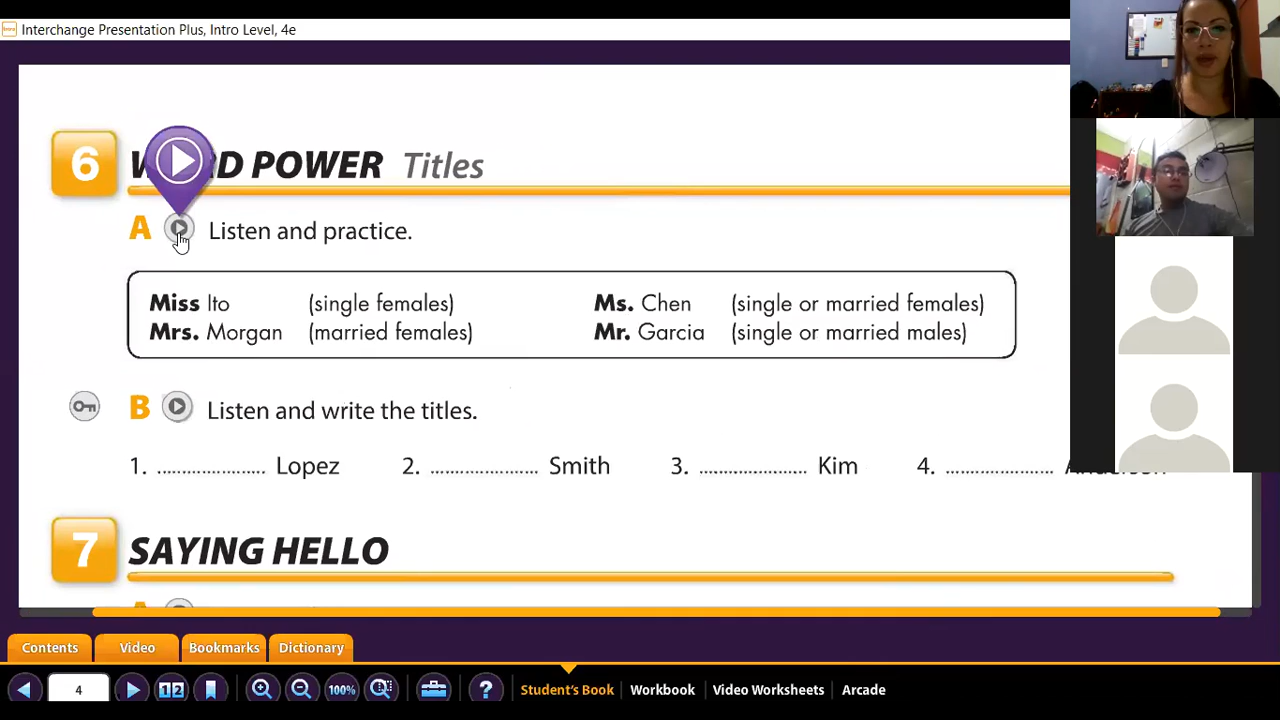 Interchange Presentation Plus, Intro Level, 4e
6 WORD POWER Titles
A Listen and practice.
Miss Ito (single females) Ms. Chen (single or married females)
Mrs. Morgan (married females) Mr. Garcia (single or married males)
B Listen and write the titles.
1. .................... Lopez 2. .................... Smith 3. .................... Kim 4. ....................
7 SAYING HELLO
Contents Video Bookmarks Dictionary
4 1 2 100% ? Student's Book Workbook Video Worksheets Arcade